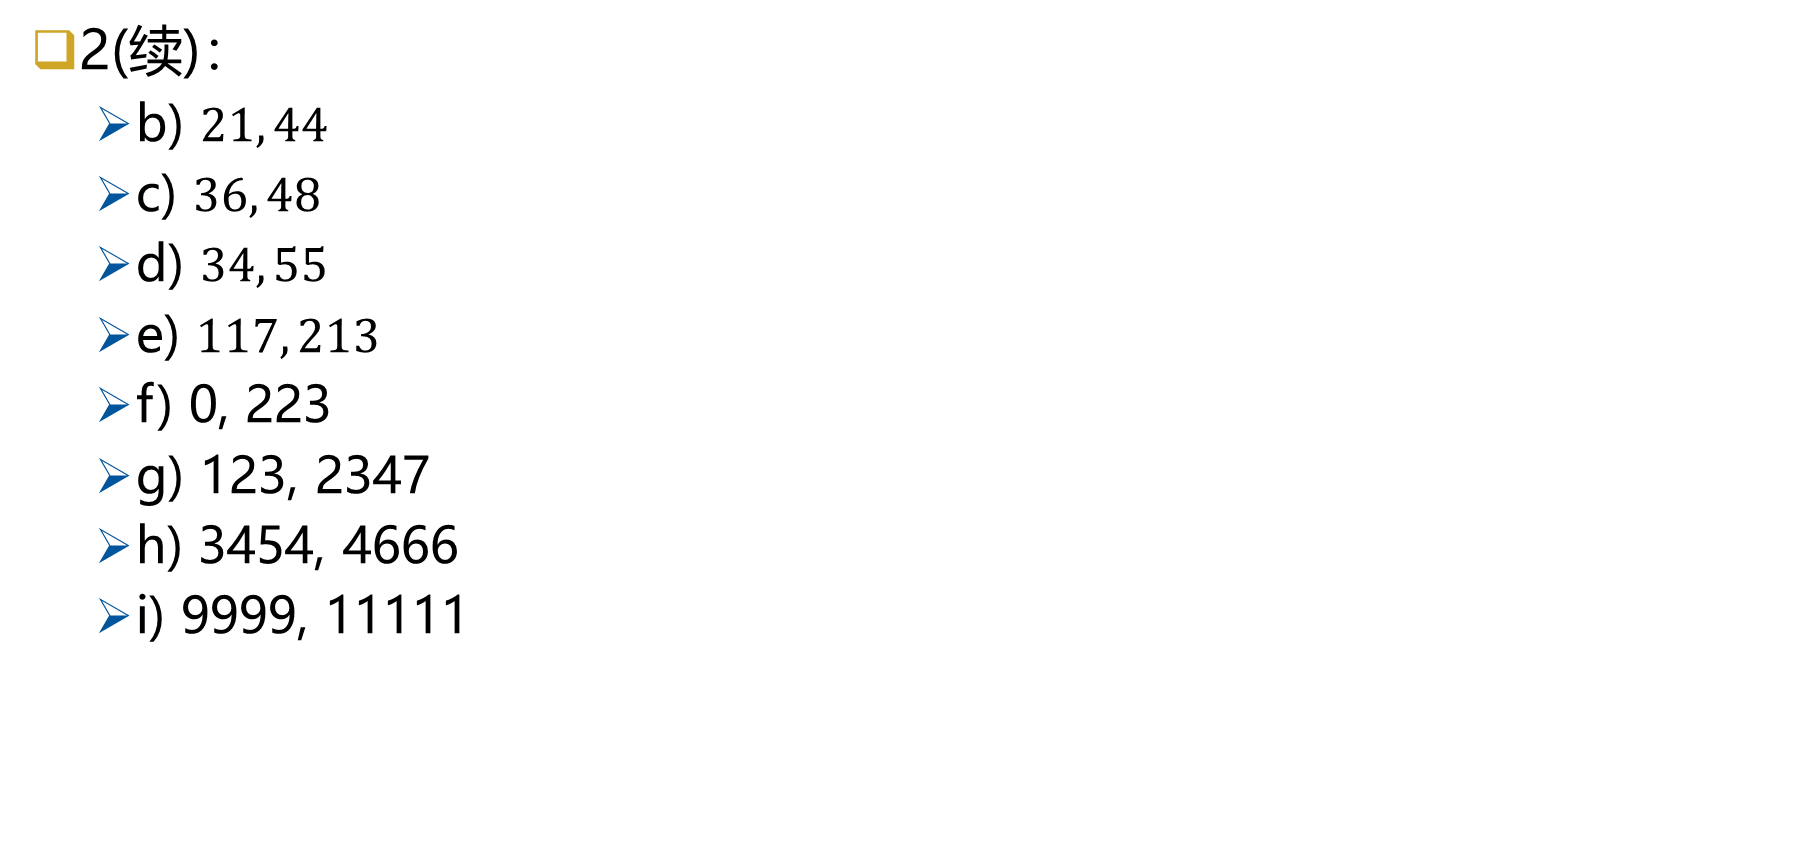 2(续)：
b) 21, 44
c) 36, 48
d) 34, 55
e) 117, 213
f) 0, 223
g) 123, 2347
h) 3454, 4666
i) 9999, 11111